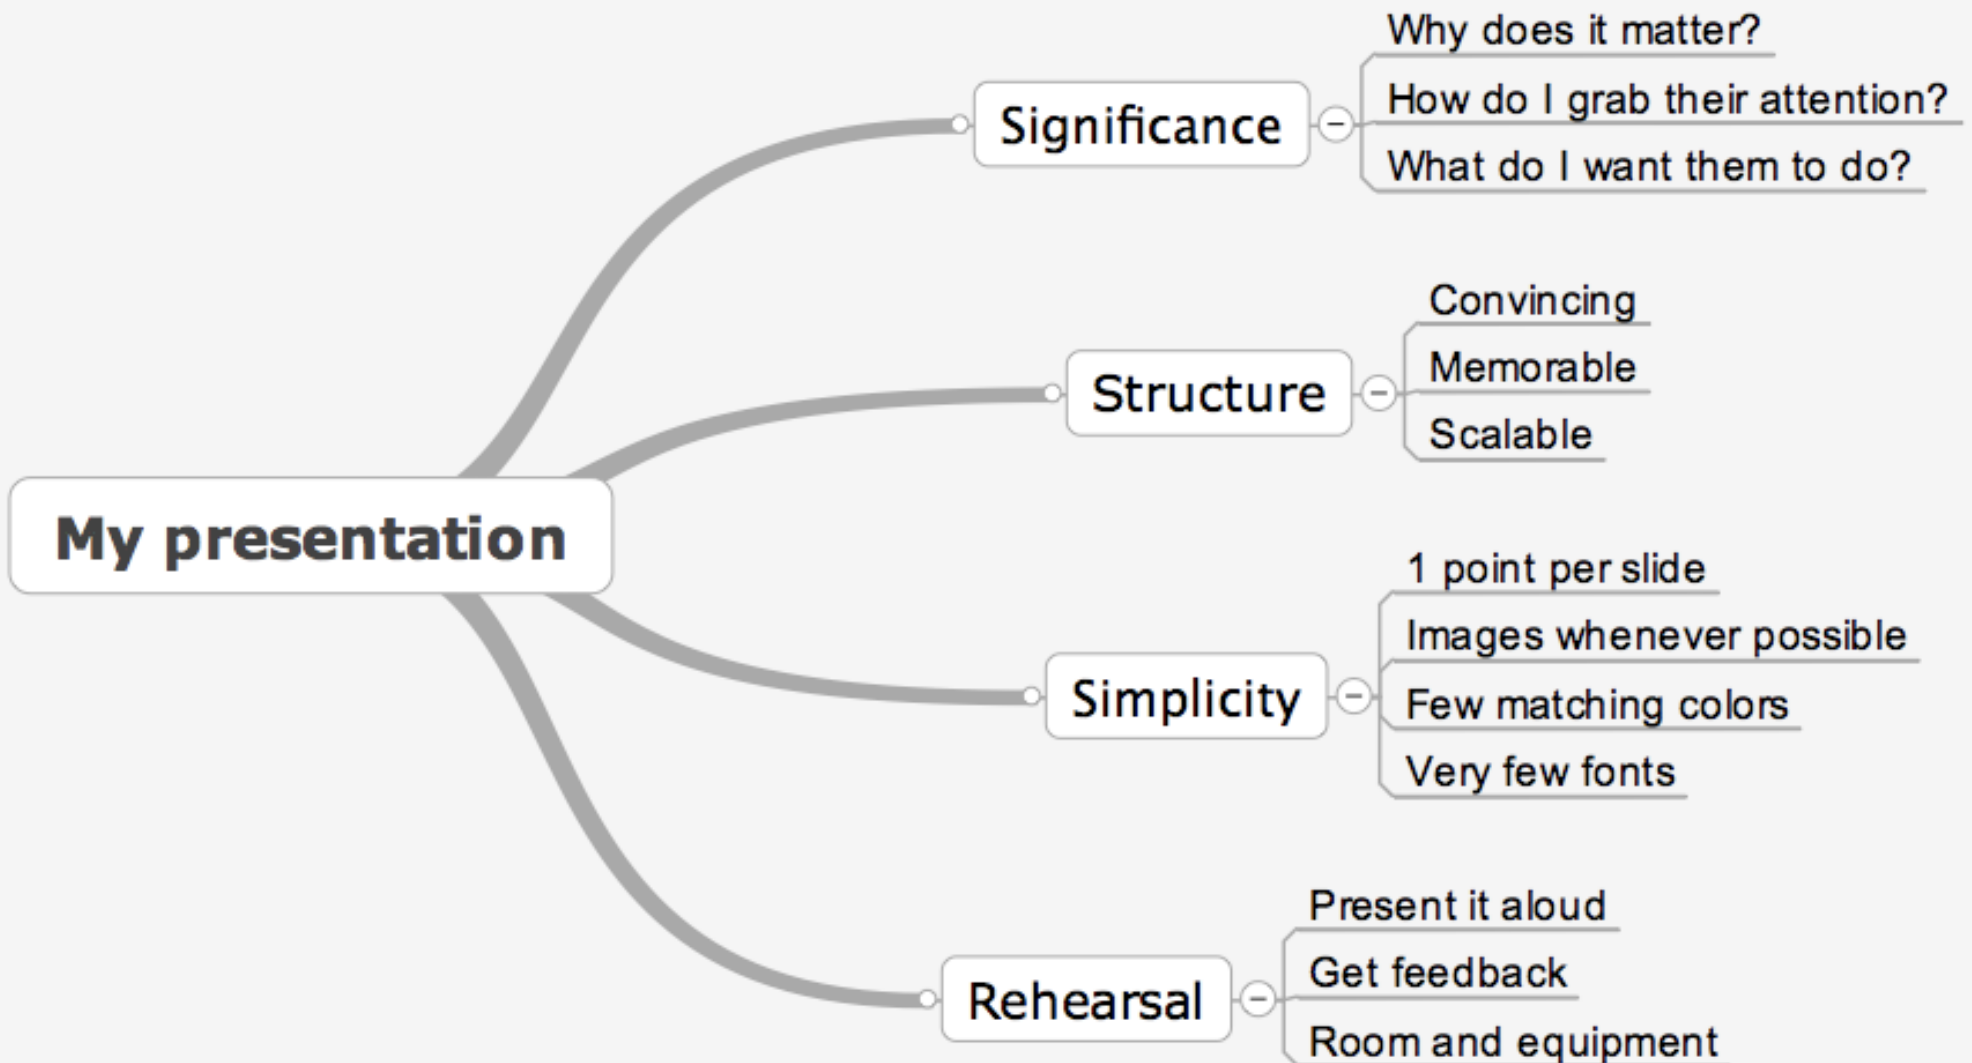 My presentation
Significance
Why does it matter?
How do I grab their attention?
What do I want them to do?
Structure
Convincing
Memorable
Scalable
Simplicity
1 point per slide
Images whenever possible
Few matching colors
Very few fonts
Rehearsal
Present it aloud
Get feedback
Room and equipment